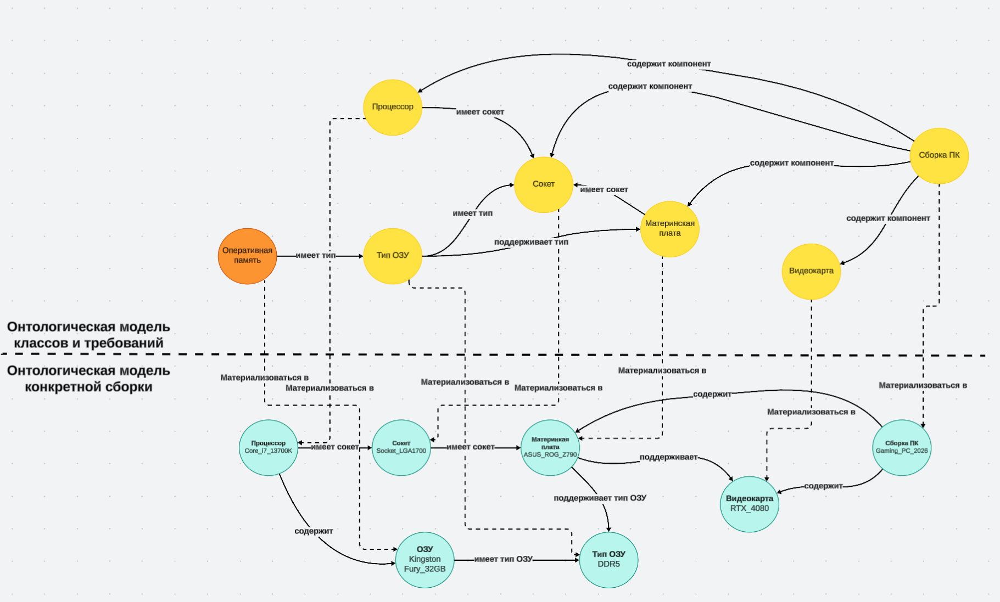 содержит компонент
содержит компонент
Процессор
имеет сокет
Сборка ПК
содержит компонент
Сокет
имеет сокет
имеет тип
содержит компонент
Материнская
плата
поддерживает тип
Оперативная
память
имеет тип
Тип ОЗУ
Видеокарта
Онтологическая модель
классов и требований
Онтологическая модель
конкретной сборки
Материализоваться в
Материализоваться в
Материализоваться в
Материализоваться в
Материализоваться в
Материализоваться в
Материализоваться в
содержит
Процессор
Core_i7_13700K
имеет сокет
Сокет
Socket_LGA1700
имеет сокет
Материнкая
плата
ASUS_ROG_Z790
поддерживает
Сборка ПК
Gaming_PC_2026
содержит
поддерживает тип ОЗУ
Видеокарта
RTX_4080
содержит
ОЗУ
Kingston
Fury_32GB
имеет тип ОЗУ
Тип ОЗУ
DDR5